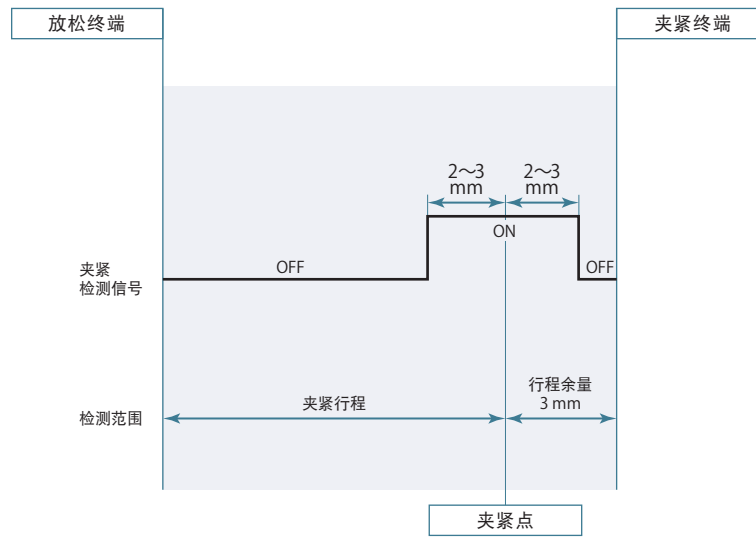 放松终端
夹紧终端
2～3
mm
2～3
mm
ON
OFF
OFF
夹紧
检测信号
行程余量
3 mm
夹紧行程
检测范围
夹紧点